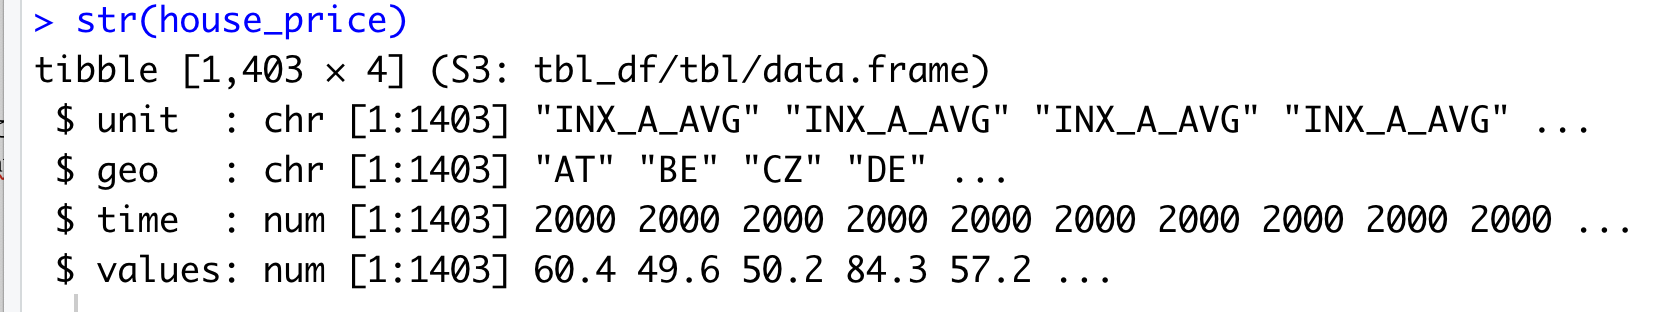 > str(house_price)
tibble [1,403 × 4] (S3: tbl_df/tbl/data.frame)
 $ unit  : chr [1:1403] "INX_A_AVG" "INX_A_AVG" "INX_A_AVG" "INX_A_AVG" ...
 $ geo   : chr [1:1403] "AT" "BE" "CZ" "DE" ...
 $ time  : num [1:1403] 2000 2000 2000 2000 2000 2000 2000 2000 2000 2000 ...
 $ values: num [1:1403] 60.4 49.6 50.2 84.3 57.2 ...